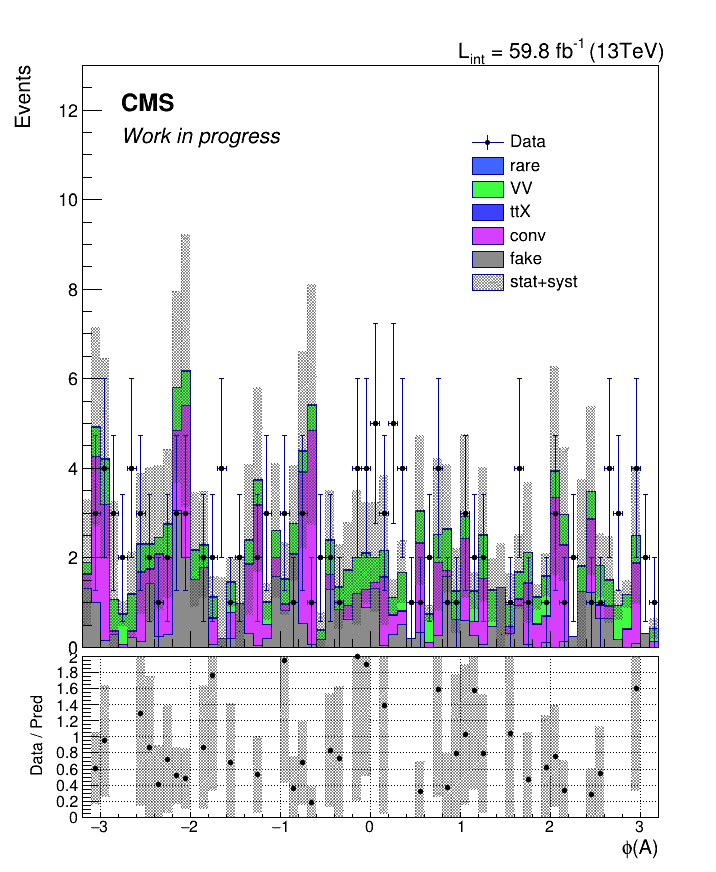 L_int = 59.8 fb^-1 (13TeV)
Events
CMS
Work in progress
Data
rare
VV
ttX
conv
fake
stat+syst
12
10
8
6
4
2
0
Data / Pred
2
1.8
1.6
1.4
1.2
1
0.8
0.6
0.4
0.2
0
−3 −2 −1 0 1 2 3
ϕ(A)